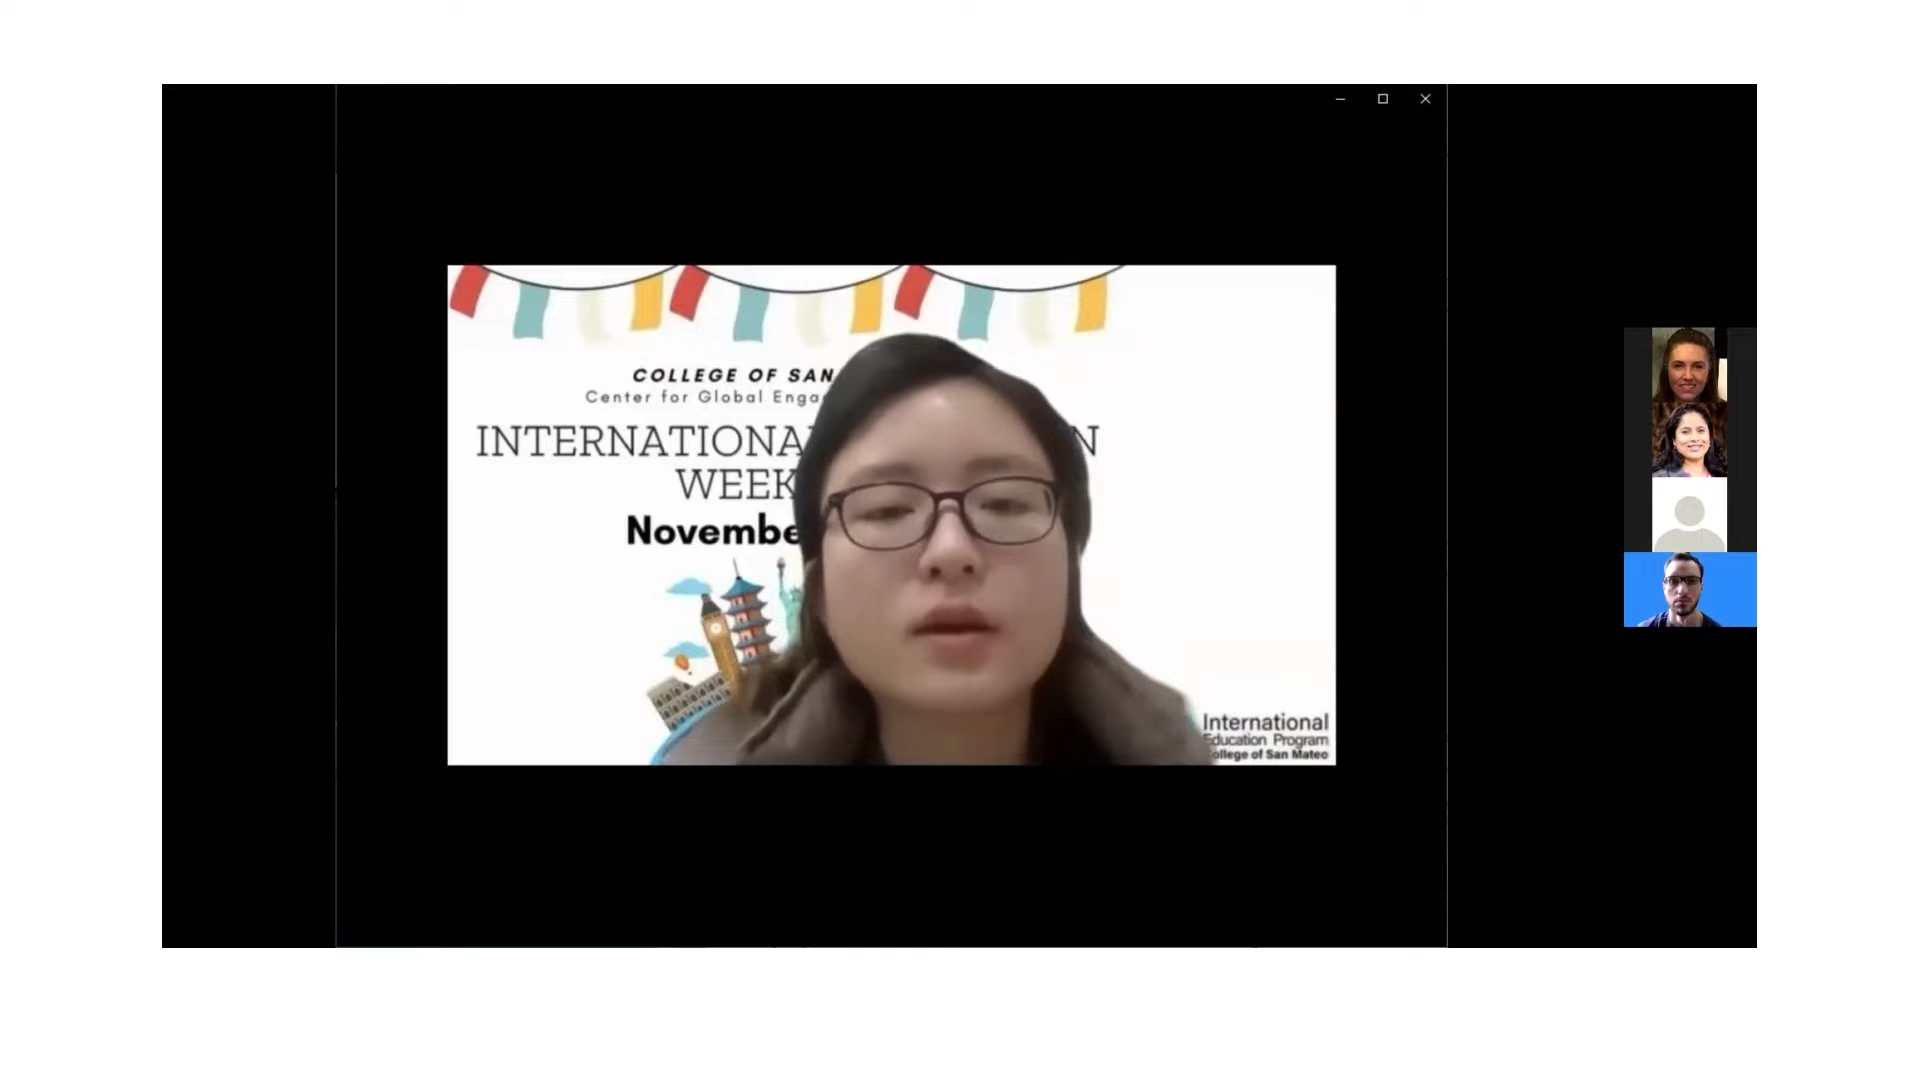 COLLEGE OF SAN
Center for Global Enga
INTERNATIONA N
WEEK
Novembe
International
Education Program
ollege of San Mateo